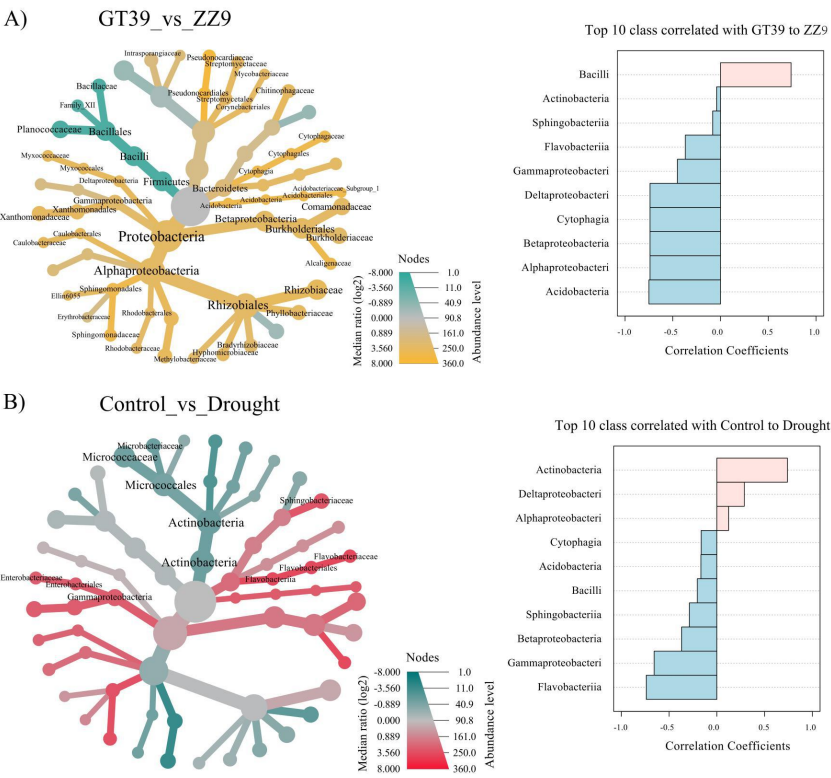 A)
GT39_vs_ZZ9
Intrasporangiaceae
Pseudonocardiaceae
Streptomycetaceae
Mycobacteriaceae
Bacillaceae
Pseudonocardiales
Chitinophagaceae
Family_XII
Streptomycetales
Corynebacteriales
Planococcaceae
Bacillales
Cytophagaceae
Myxococcaceae
Bacilli
Cytophagales
Myxococcales
Cytophagia
Deltaproteobacteria
Firmicutes
Bacteroidetes
Acidobacteriaceae_Subgroup_1
Gammaproteobacteria
Acidobacteria
Acidobacteria
Acidobacteriales
Xanthomonadales
Comamonadaceae
Xanthomonadaceae
Betaproteobacteria
Burkholderiales
Caulobacterales
Proteobacteria
Burkholderiaceae
Caulobacteraceae
Alcaligenaceae
Alphaproteobacteria
Sphingomonadales
Rhizobiaceae
Ellin6055
Rhizobiales
Erythrobacteraceae
Rhodobacterales
Phyllobacteriaceae
Sphingomonadaceae
Bradyrhizobiaceae
Rhodobacteraceae
Hyphomicrobiaceae
Methylobacteriaceae
Nodes
Median ratio (log2)
-8.000 1.0
-3.560 11.0
-0.889 40.9
0.000 90.8
0.889 161.0
3.560 250.0
8.000 360.0
Abundance level
Top 10 class correlated with GT39 to ZZ9
Bacilli
Actinobacteria
Sphingobacteriia
Flavobacteriia
Gammaproteobacteri
Deltaproteobacteria
Cytophagia
Betaproteobacteria
Alphaproteobacteri
Acidobacteria
-1.0 -0.5 0.0 0.5 1.0
Correlation Coefficients
B)
Control_vs_Drought
Microbacteriaceae
Micrococcaceae
Micrococcales
Sphingobacteriaceae
Actinobacteria
Actinobacteria
Flavobacteriaceae
Flavobacteriales
Enterobacteriaceae
Flavobacteriia
Enterobacteriales
Gammaproteobacteria
Nodes
Median ratio (log2)
-8.000 1.0
-3.560 11.0
-0.889 40.9
0.000 90.8
0.889 161.0
3.560 250.0
8.000 360.0
Abundance level
Top 10 class correlated with Control to Drought
Actinobacteria
Deltaproteobacteri
Alphaproteobacteri
Cytophagia
Acidobacteria
Bacilli
Sphingobacteriia
Betaproteobacteria
Gammaproteobacteri
Flavobacteriia
-1.0 -0.5 0.0 0.5 1.0
Correlation Coefficients